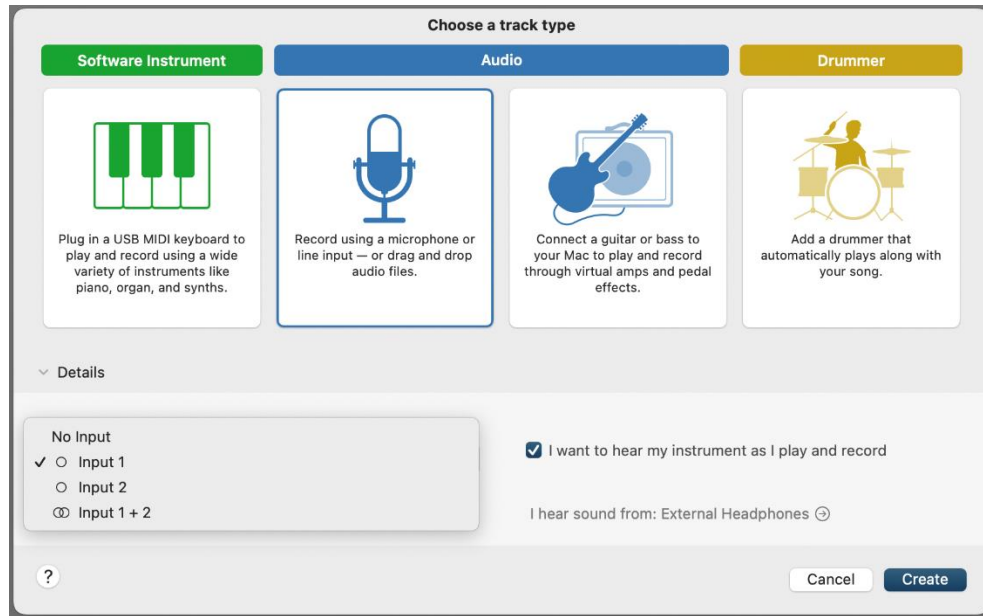 Choose a track type
Software Instrument
Audio
Drummer
Plug in a USB MIDI keyboard to
play and record using a wide
variety of instruments like
piano, organ, and synths.
Record using a microphone or
line input — or drag and drop
audio files.
Connect a guitar or bass to
your Mac to play and record
through virtual amps and pedal
effects.
Add a drummer that
automatically plays along with
your song.
Details
No Input
Input 1
Input 2
Input 1 + 2
I want to hear my instrument as I play and record
I hear sound from: External Headphones
?
Cancel
Create